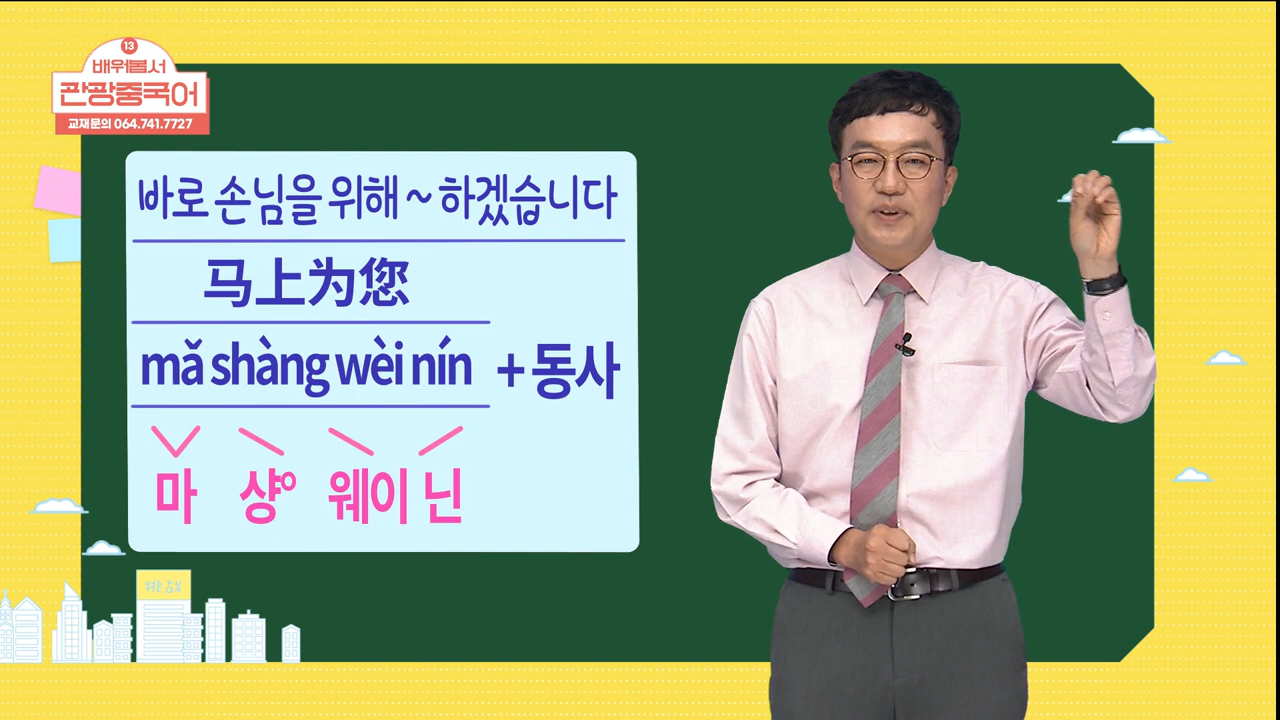 13
배워봅서
관광중국어
교재문의 064.741.7727
바로 손님을 위해 ~ 하겠습니다
马上为您
mǎ shàng wèi nín + 동사
마 샹° 웨이 닌